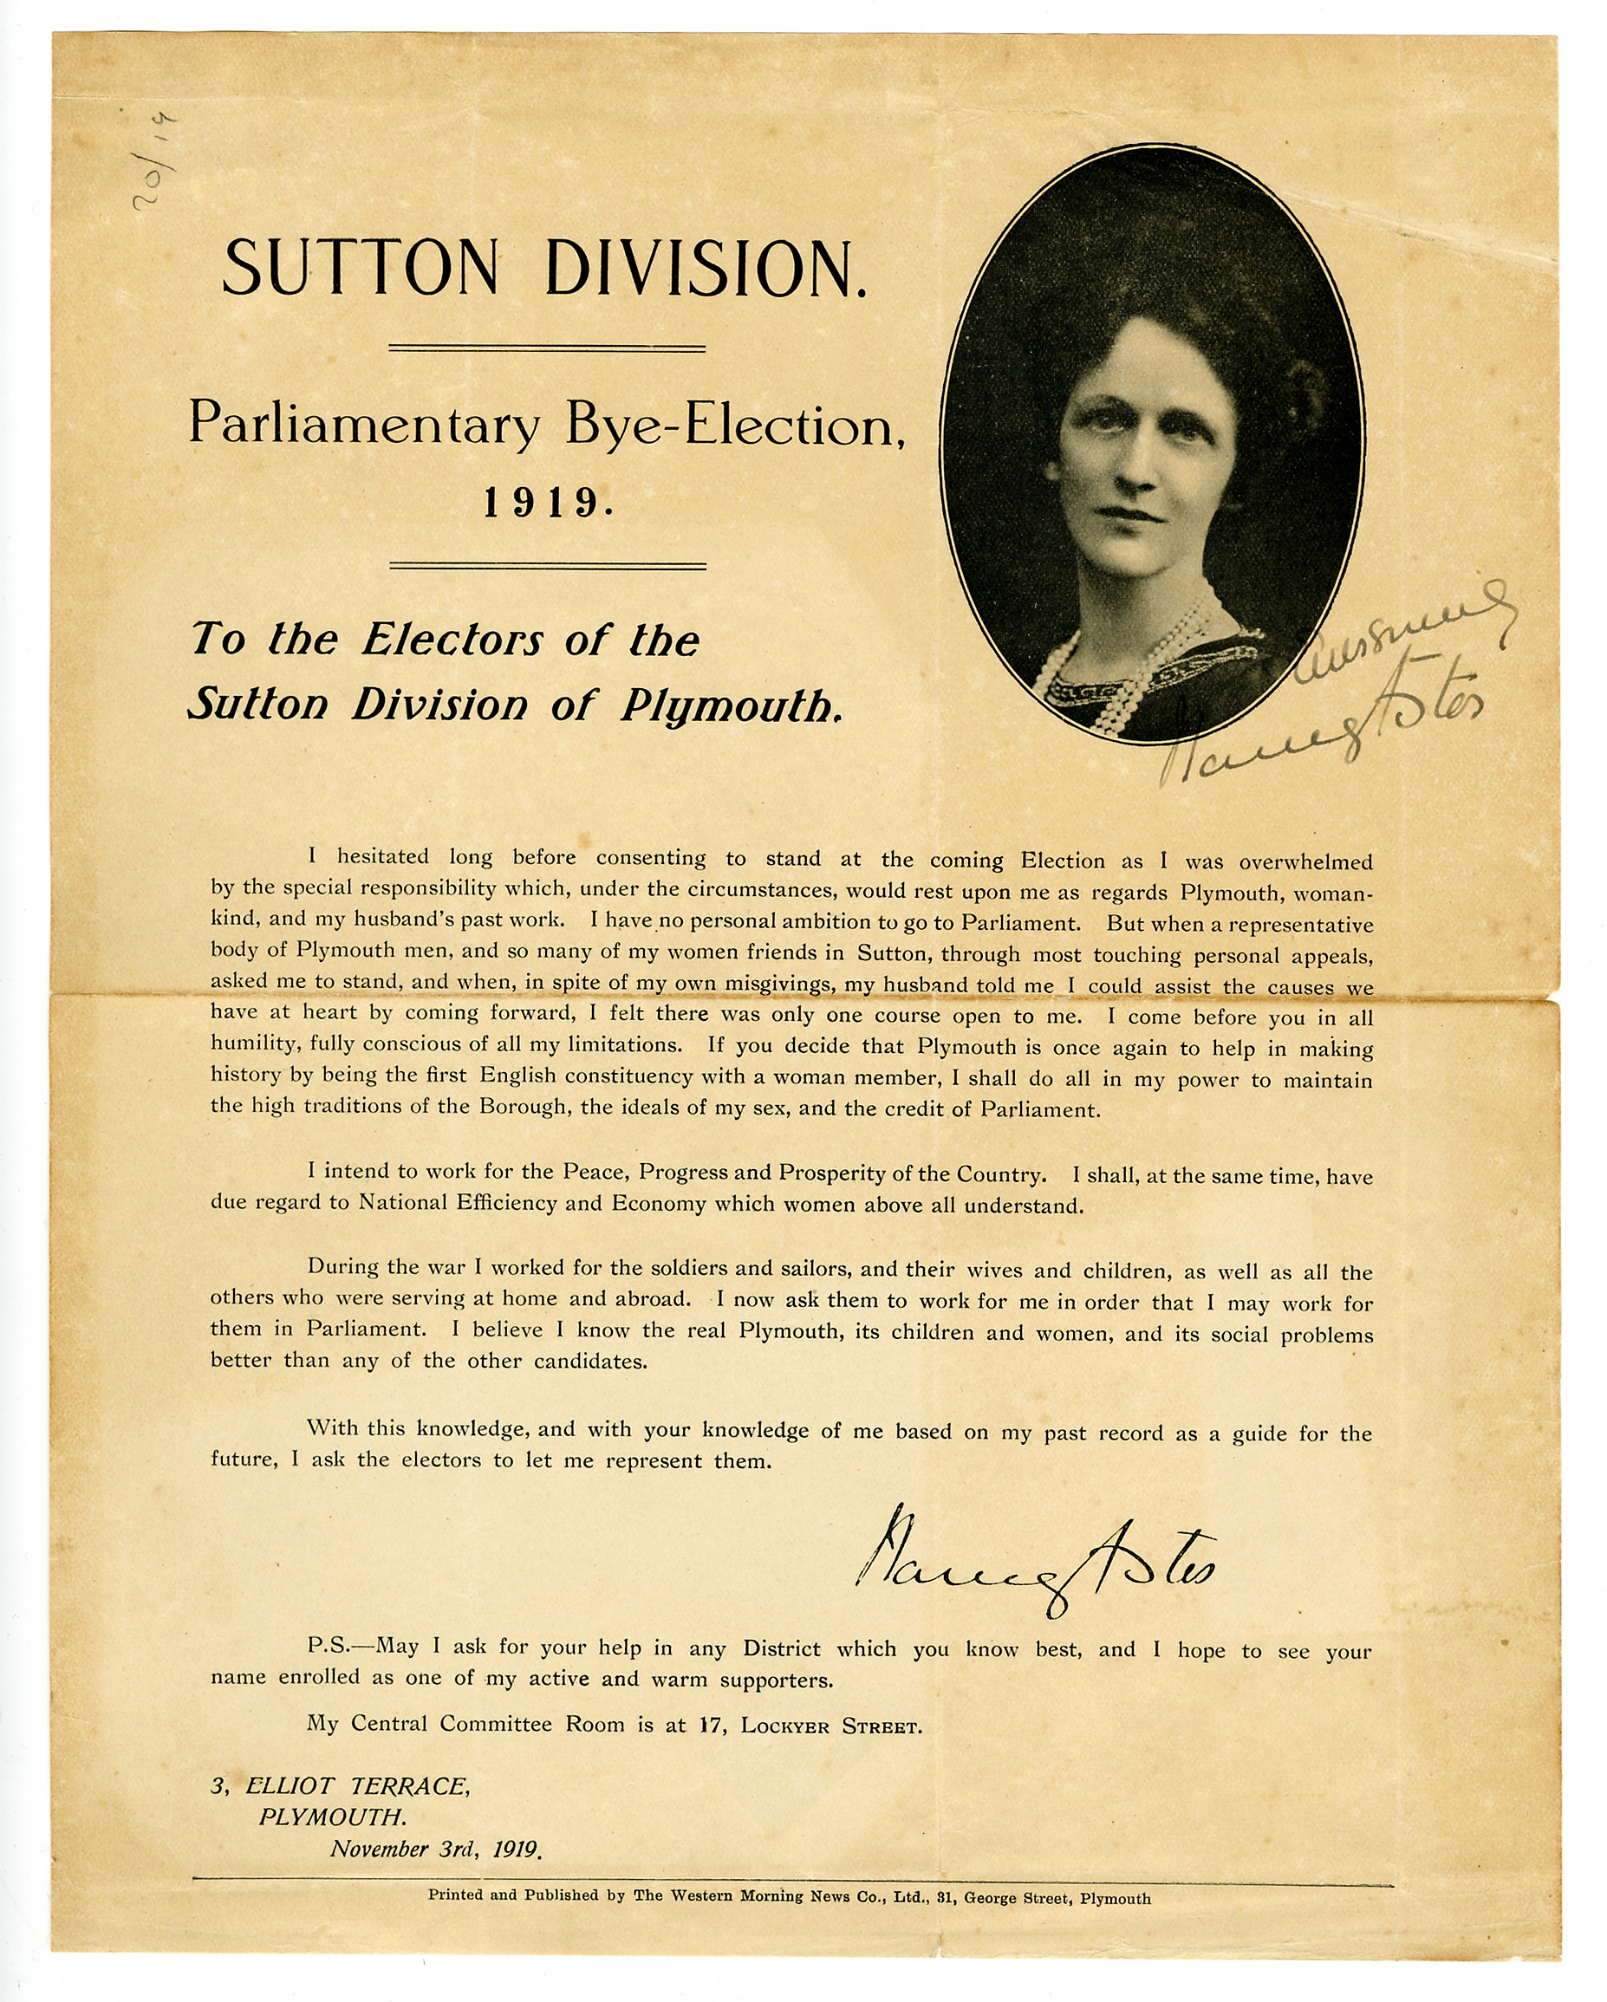 20/19
SUTTON DIVISION.
Parliamentary Bye-Election,
1919.
To the Electors of the
Sutton Division of Plymouth.
Nancy Astor
I hesitated long before consenting to stand at the coming Election as I was overwhelmed
by the special responsibility which, under the circumstances, would rest upon me as regards Plymouth, woman-
kind, and my husband's past work. I have no personal ambition to go to Parliament. But when a representative
body of Plymouth men, and so many of my women friends in Sutton, through most touching personal appeals,
asked me to stand, and when, in spite of my own misgivings, my husband told me I could assist the causes we
have at heart by coming forward, I felt there was only one course open to me. I come before you in all
humility, fully conscious of all my limitations. If you decide that Plymouth is once again to help in making
history by being the first English constituency with a woman member, I shall do all in my power to maintain
the high traditions of the Borough, the ideals of my sex, and the credit of Parliament.
I intend to work for the Peace, Progress and Prosperity of the Country. I shall, at the same time, have
due regard to National Efficiency and Economy which women above all understand.
During the war I worked for the soldiers and sailors, and their wives and children, as well as all the
others who were serving at home and abroad. I now ask them to work for me in order that I may work for
them in Parliament. I believe I know the real Plymouth, its children and women, and its social problems
better than any of the other candidates.
With this knowledge, and with your knowledge of me based on my past record as a guide for the
future, I ask the electors to let me represent them.
Nancy Astor
P.S.—May I ask for your help in any District which you know best, and I hope to see your
name enrolled as one of my active and warm supporters.
My Central Committee Room is at 17, LOCKYER STREET.
3, ELLIOT TERRACE,
PLYMOUTH.
November 3rd, 1919.
Printed and Published by The Western Morning News Co., Ltd., 31, George Street, Plymouth